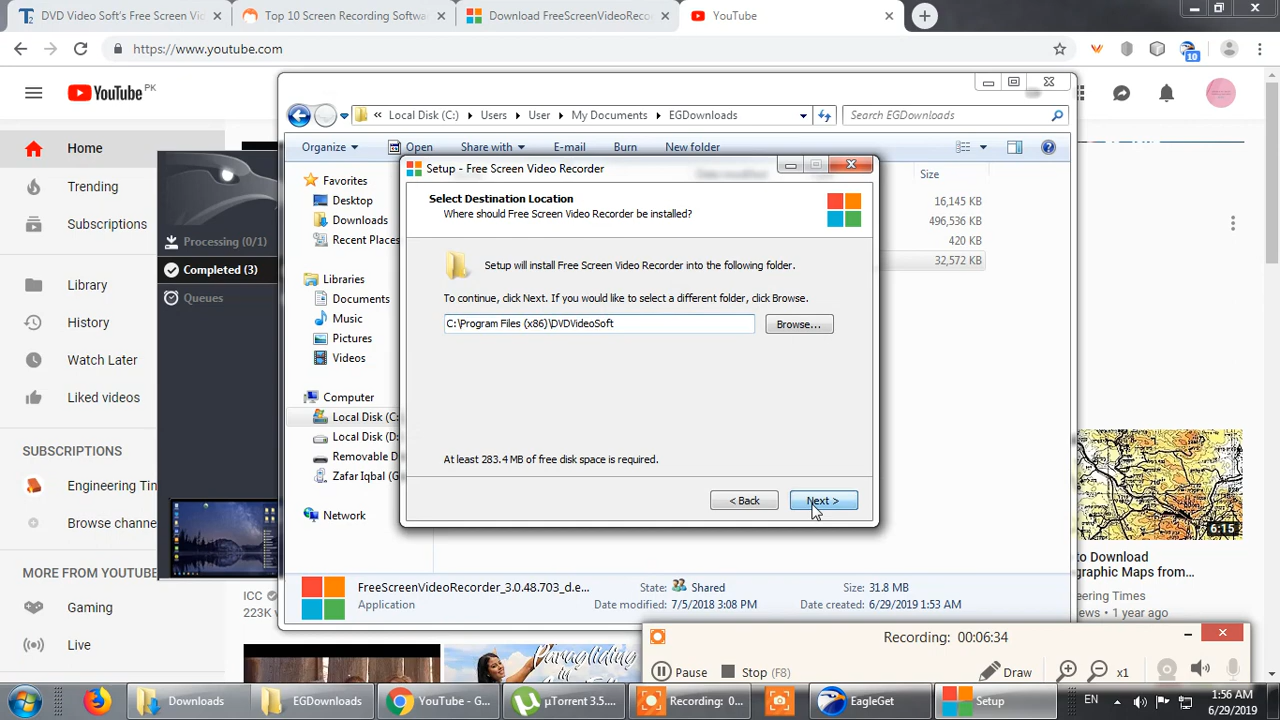 DVD Video Soft's Free Screen Vi
Top 10 Screen Recording Softwa
Download FreeScreenVideoReco
YouTube
https://www.youtube.com
10
YouTube PK
Home
Trending
Subscriptions
Library
History
Watch Later
Liked videos
SUBSCRIPTIONS
Engineering Tin
Browse channe
MORE FROM YOUTUBE
Gaming
Live
Processing (0/1)
Completed (3)
Queues
Local Disk (C:)
Users
User
My Documents
EGDownloads
Search EGDownloads
Organize
Open
Share with
E-mail
Burn
New folder
Favorites
Desktop
Downloads
Recent Places
Libraries
Documents
Music
Pictures
Videos
Computer
Local Disk (C:
Local Disk (D:
Removable D
Zafar Iqbal (G
Network
Size
16,145 KB
496,536 KB
420 KB
32,572 KB
Setup - Free Screen Video Recorder
Select Destination Location
Where should Free Screen Video Recorder be installed?
Setup will install Free Screen Video Recorder into the following folder.
To continue, click Next. If you would like to select a different folder, click Browse.
C:\Program Files (x86)\DVDVideoSoft
Browse...
At least 283.4 MB of free disk space is required.
< Back
Next >
FreeScreenVideoRecorder_3.0.48.703_d.e...
Application
State: Shared
Date modified: 7/5/2018 3:08 PM
Size: 31.8 MB
Date created: 6/29/2019 1:53 AM
6:15
to Download
graphic Maps from...
eering Times
ws • 1 year ago
ICC
223K
Paragliding
Recording: 00:06:34
Pause
Stop (F8)
Draw
x1
Downloads
EGDownloads
YouTube - G...
µTorrent 3.5....
Recording: 0...
EagleGet
Setup
EN
1:56 AM
6/29/2019